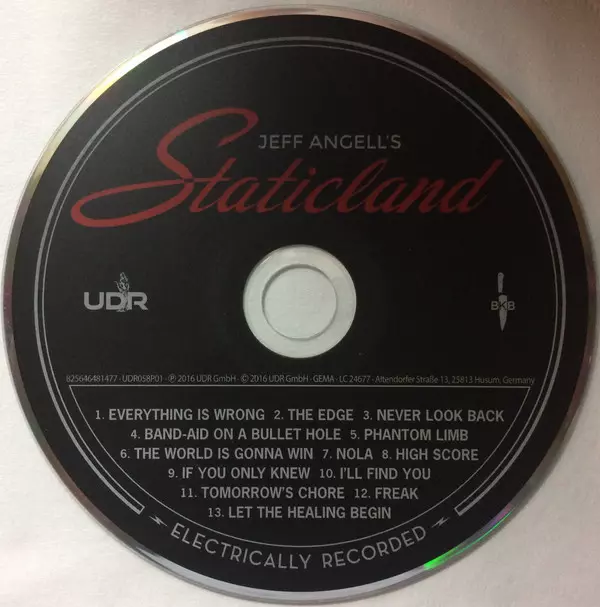 JEFF ANGELL'S
Staticland
UDR
BKB
825646481477 · UDR058P01 · ℗ 2016 UDR GmbH · © 2016 UDR GmbH · GEMA · LC 24677 · Altendorfer Straße 13, 25813 Husum, Germany
1. EVERYTHING IS WRONG 2. THE EDGE 3. NEVER LOOK BACK
4. BAND-AID ON A BULLET HOLE 5. PHANTOM LIMB
6. THE WORLD IS GONNA WIN 7. NOLA 8. HIGH SCORE
9. IF YOU ONLY KNEW 10. I'LL FIND YOU
11. TOMORROW'S CHORE 12. FREAK
13. LET THE HEALING BEGIN
ELECTRICALLY RECORDED